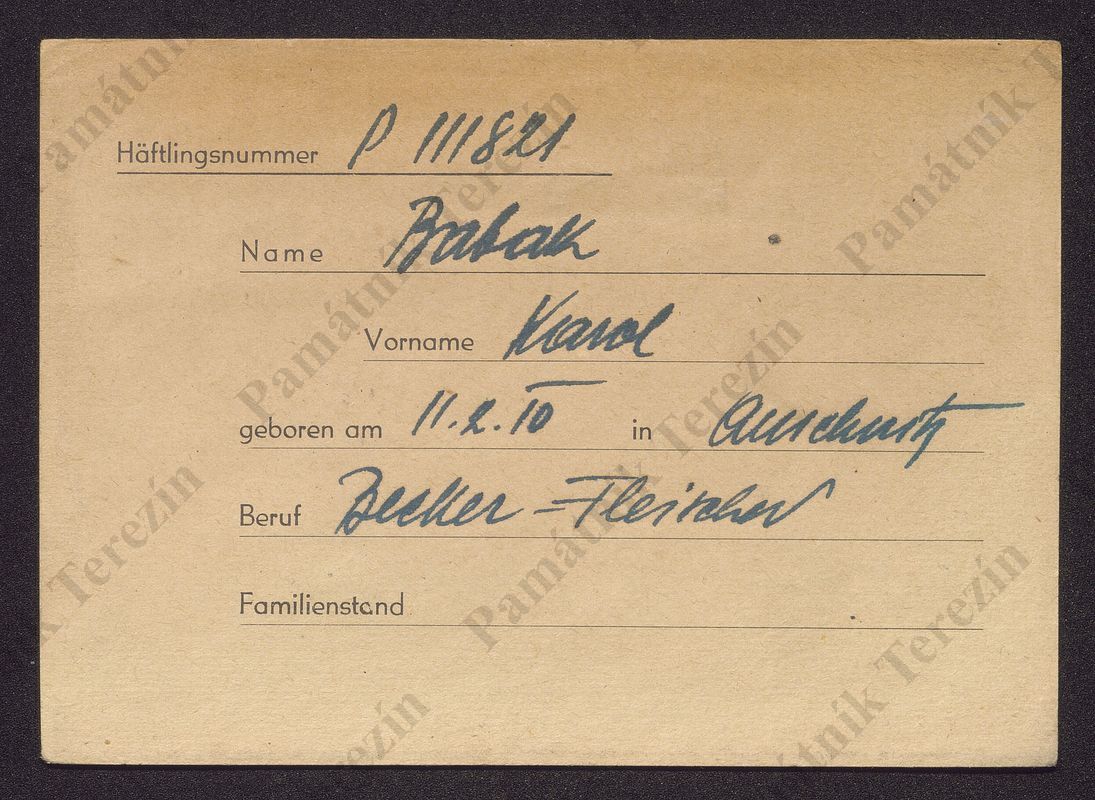 Häftlingsnummer P 111821
Name Babak
Vorname Karol
geboren am 11.2.10 in Auschwitz
Beruf Becker = Fleischer
Familienstand
Památník Terezín